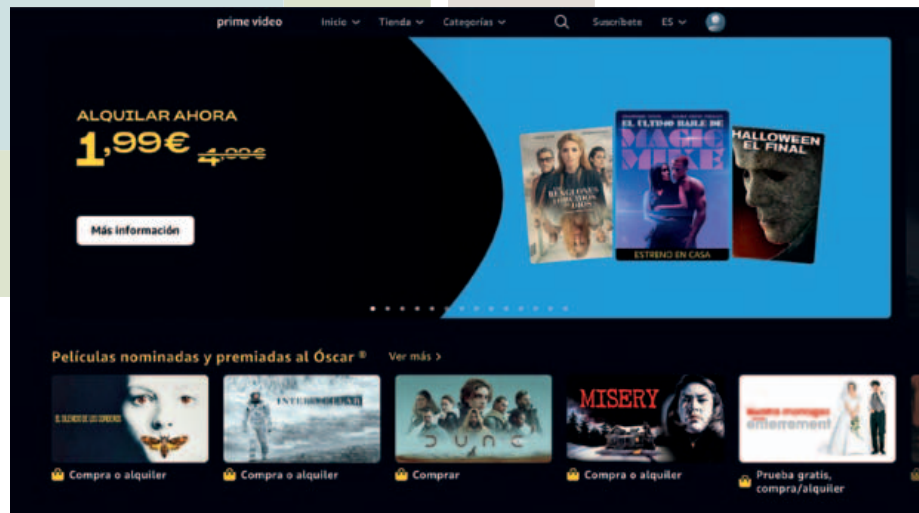 prime video Inicio Tienda Categorías Suscríbete ES
ALQUILAR AHORA
1,99€ 4,99€
Más información
LOS
RENGLONES
TORCIDOS
DE DIOS
EL ÚLTIMO BAILE DE
MAGIC
MIKE
ESTRENO EN CASA
HALLOWEEN
EL FINAL
Películas nominadas y premiadas al Óscar ® Ver más >
EL SILENCIO DE LOS CORDEROS
INTERSTELLAR
DUNE
MISERY
enterrement
Compra o alquiler
Compra o alquiler
Comprar
Compra o alquiler
Prueba gratis,
compra/alquiler